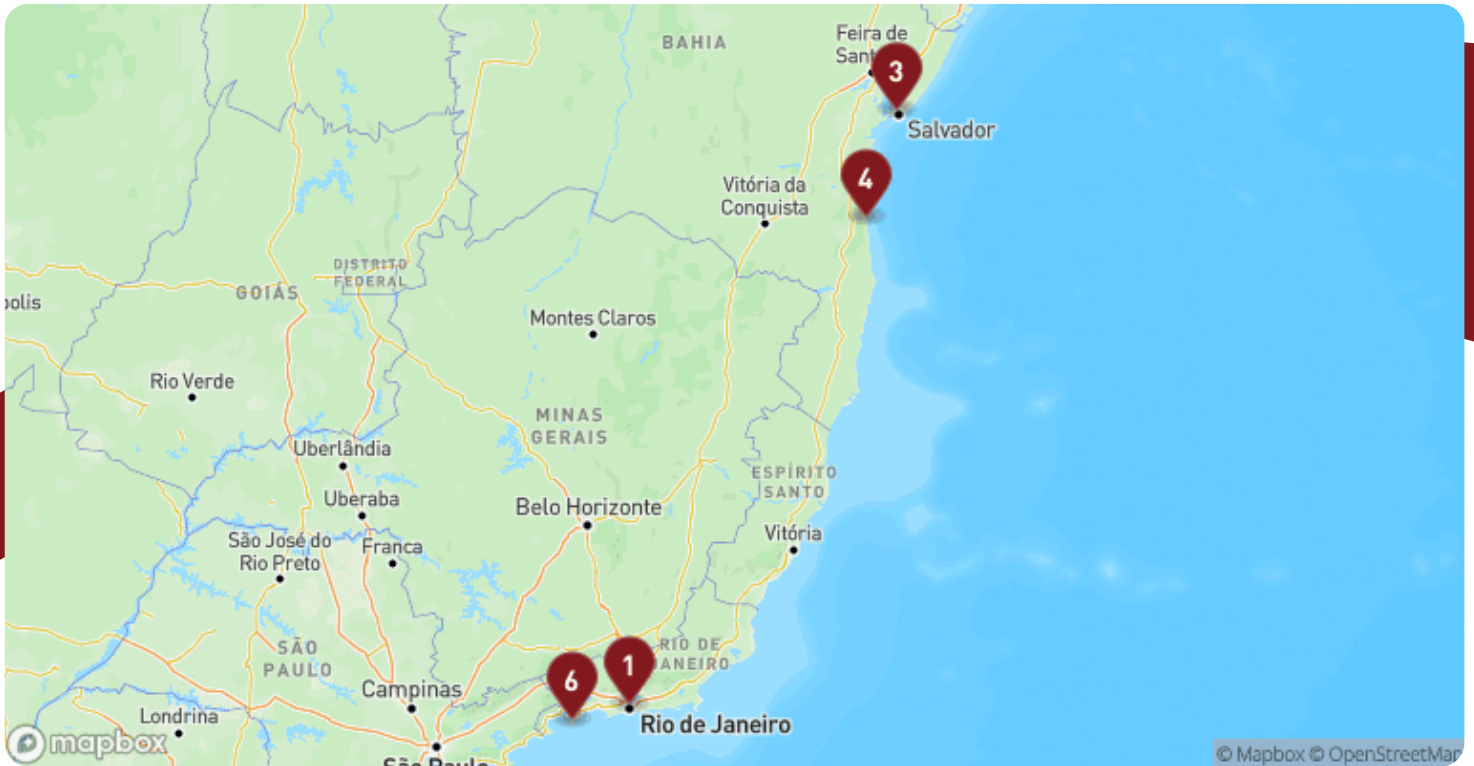 BAHIA
Feira de
3
Salvador
4
Vitória da
Conquista
DISTRITO
FEDERAL
GOIÁS
Montes Claros
Rio Verde
MINAS
GERAIS
Uberlândia
ESPÍRITO
SANTO
Uberaba
Belo Horizonte
Vitória
São José do
Rio Preto
Franca
SÃO
PAULO
RIO DE
JANEIRO
1
6
Campinas
Londrina
Rio de Janeiro
São Paulo
mapbox
© Mapbox © OpenStreetMap